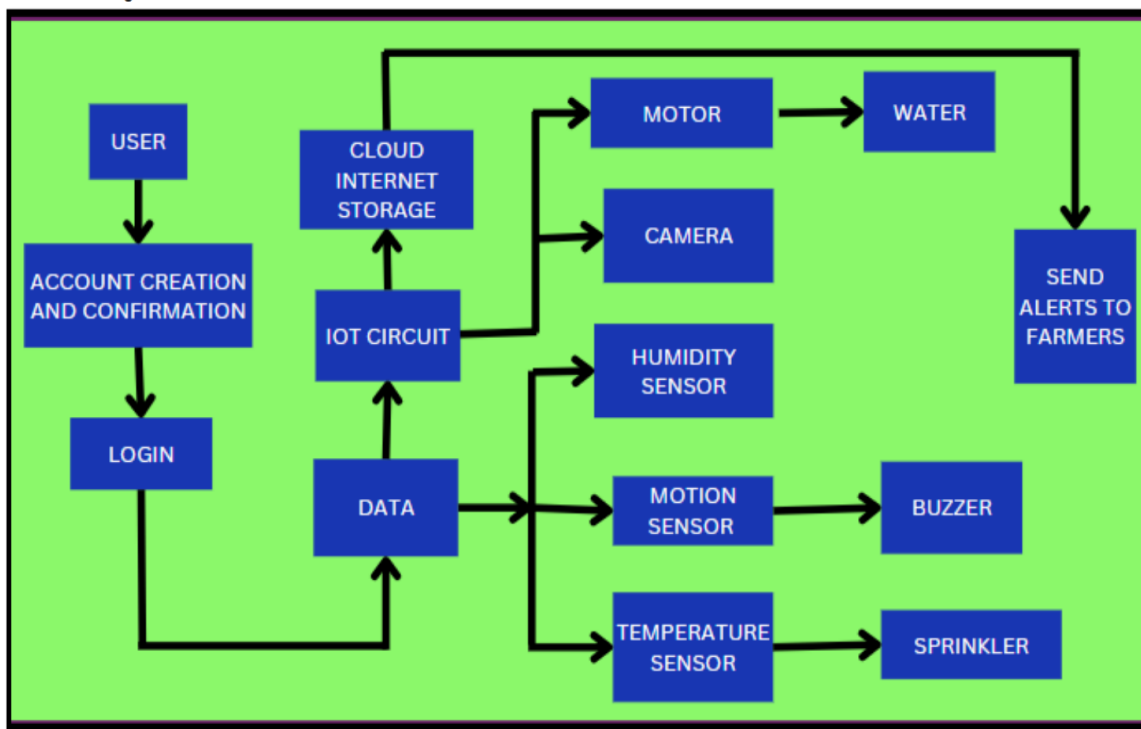 USER
ACCOUNT CREATION
AND CONFIRMATION
LOGIN
CLOUD
INTERNET
STORAGE
IOT CIRCUIT
DATA
MOTOR
WATER
CAMERA
HUMIDITY
SENSOR
MOTION
SENSOR
BUZZER
TEMPERATURE
SENSOR
SPRINKLER
SEND
ALERTS TO
FARMERS